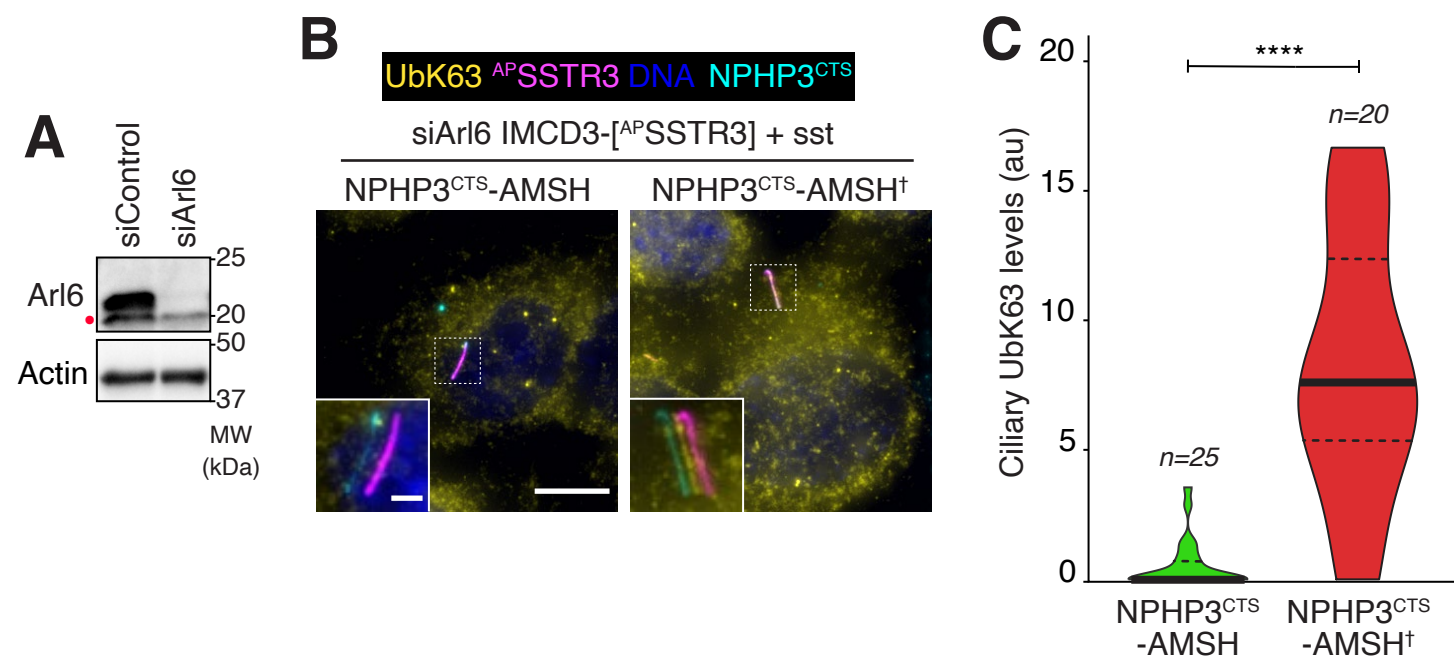 A
siControl
siArl6
Arl6
Actin
25
20
50
37
MW
(kDa)
B
UbK63 ᴬᴾSSTR3 DNA NPHP3ᶜᵀˢ
siArl6 IMCD3-[ᴬᴾSSTR3] + sst
NPHP3ᶜᵀˢ-AMSH
NPHP3ᶜᵀˢ-AMSH†
C
Ciliary UbK63 levels (au)
20
15
10
5
0
****
n=20
n=25
NPHP3ᶜᵀˢ
-AMSH
NPHP3ᶜᵀˢ
-AMSH†